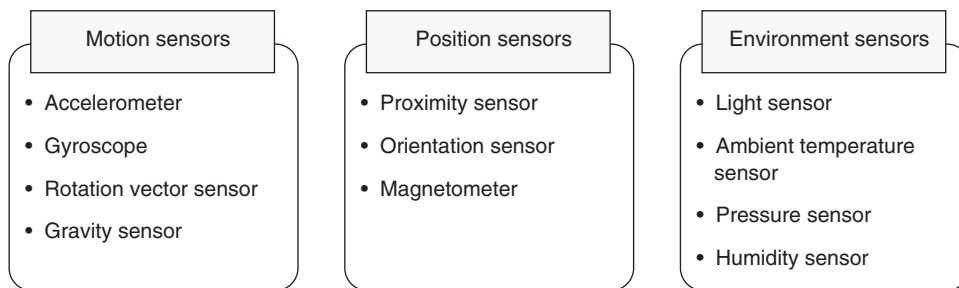 Motion sensors
• Accelerometer
• Gyroscope
• Rotation vector sensor
• Gravity sensor
Position sensors
• Proximity sensor
• Orientation sensor
• Magnetometer
Environment sensors
• Light sensor
• Ambient temperature
sensor
• Pressure sensor
• Humidity sensor